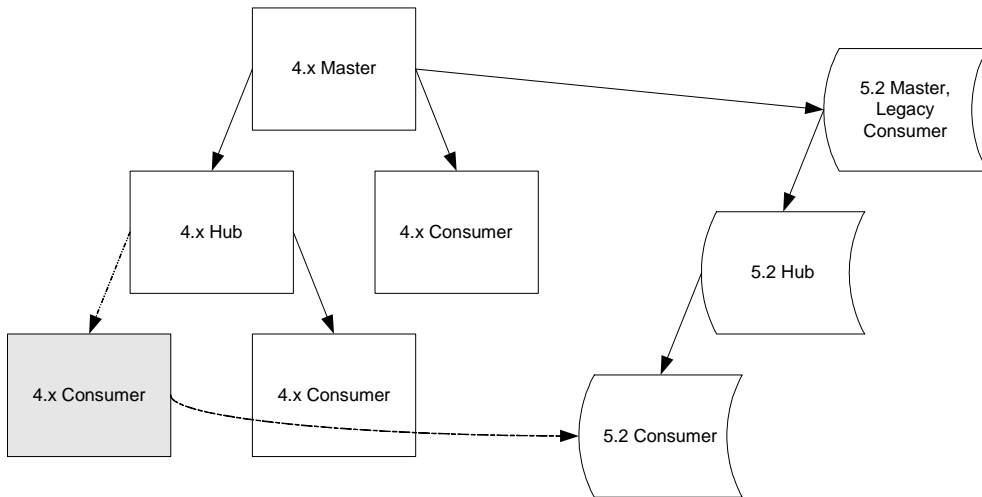 4.x Master
5.2 Master,
Legacy
Consumer
4.x Hub
4.x Consumer
5.2 Hub
4.x Consumer
4.x Consumer
5.2 Consumer